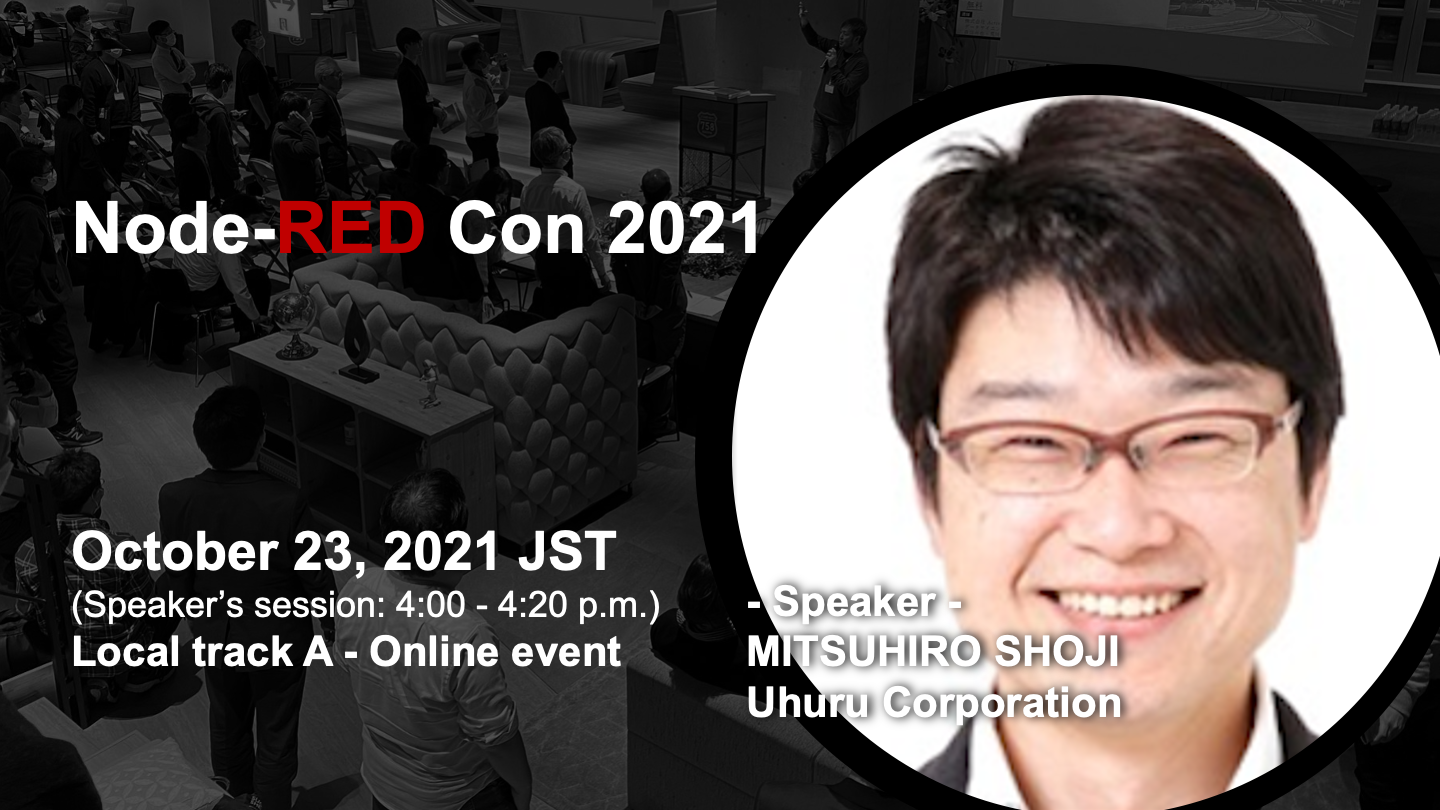 Node-RED Con 2021
October 23, 2021 JST
(Speaker's session: 4:00 - 4:20 p.m.)
Local track A - Online event
- Speaker -
MITSUHIRO SHOJI
Uhuru Corporation